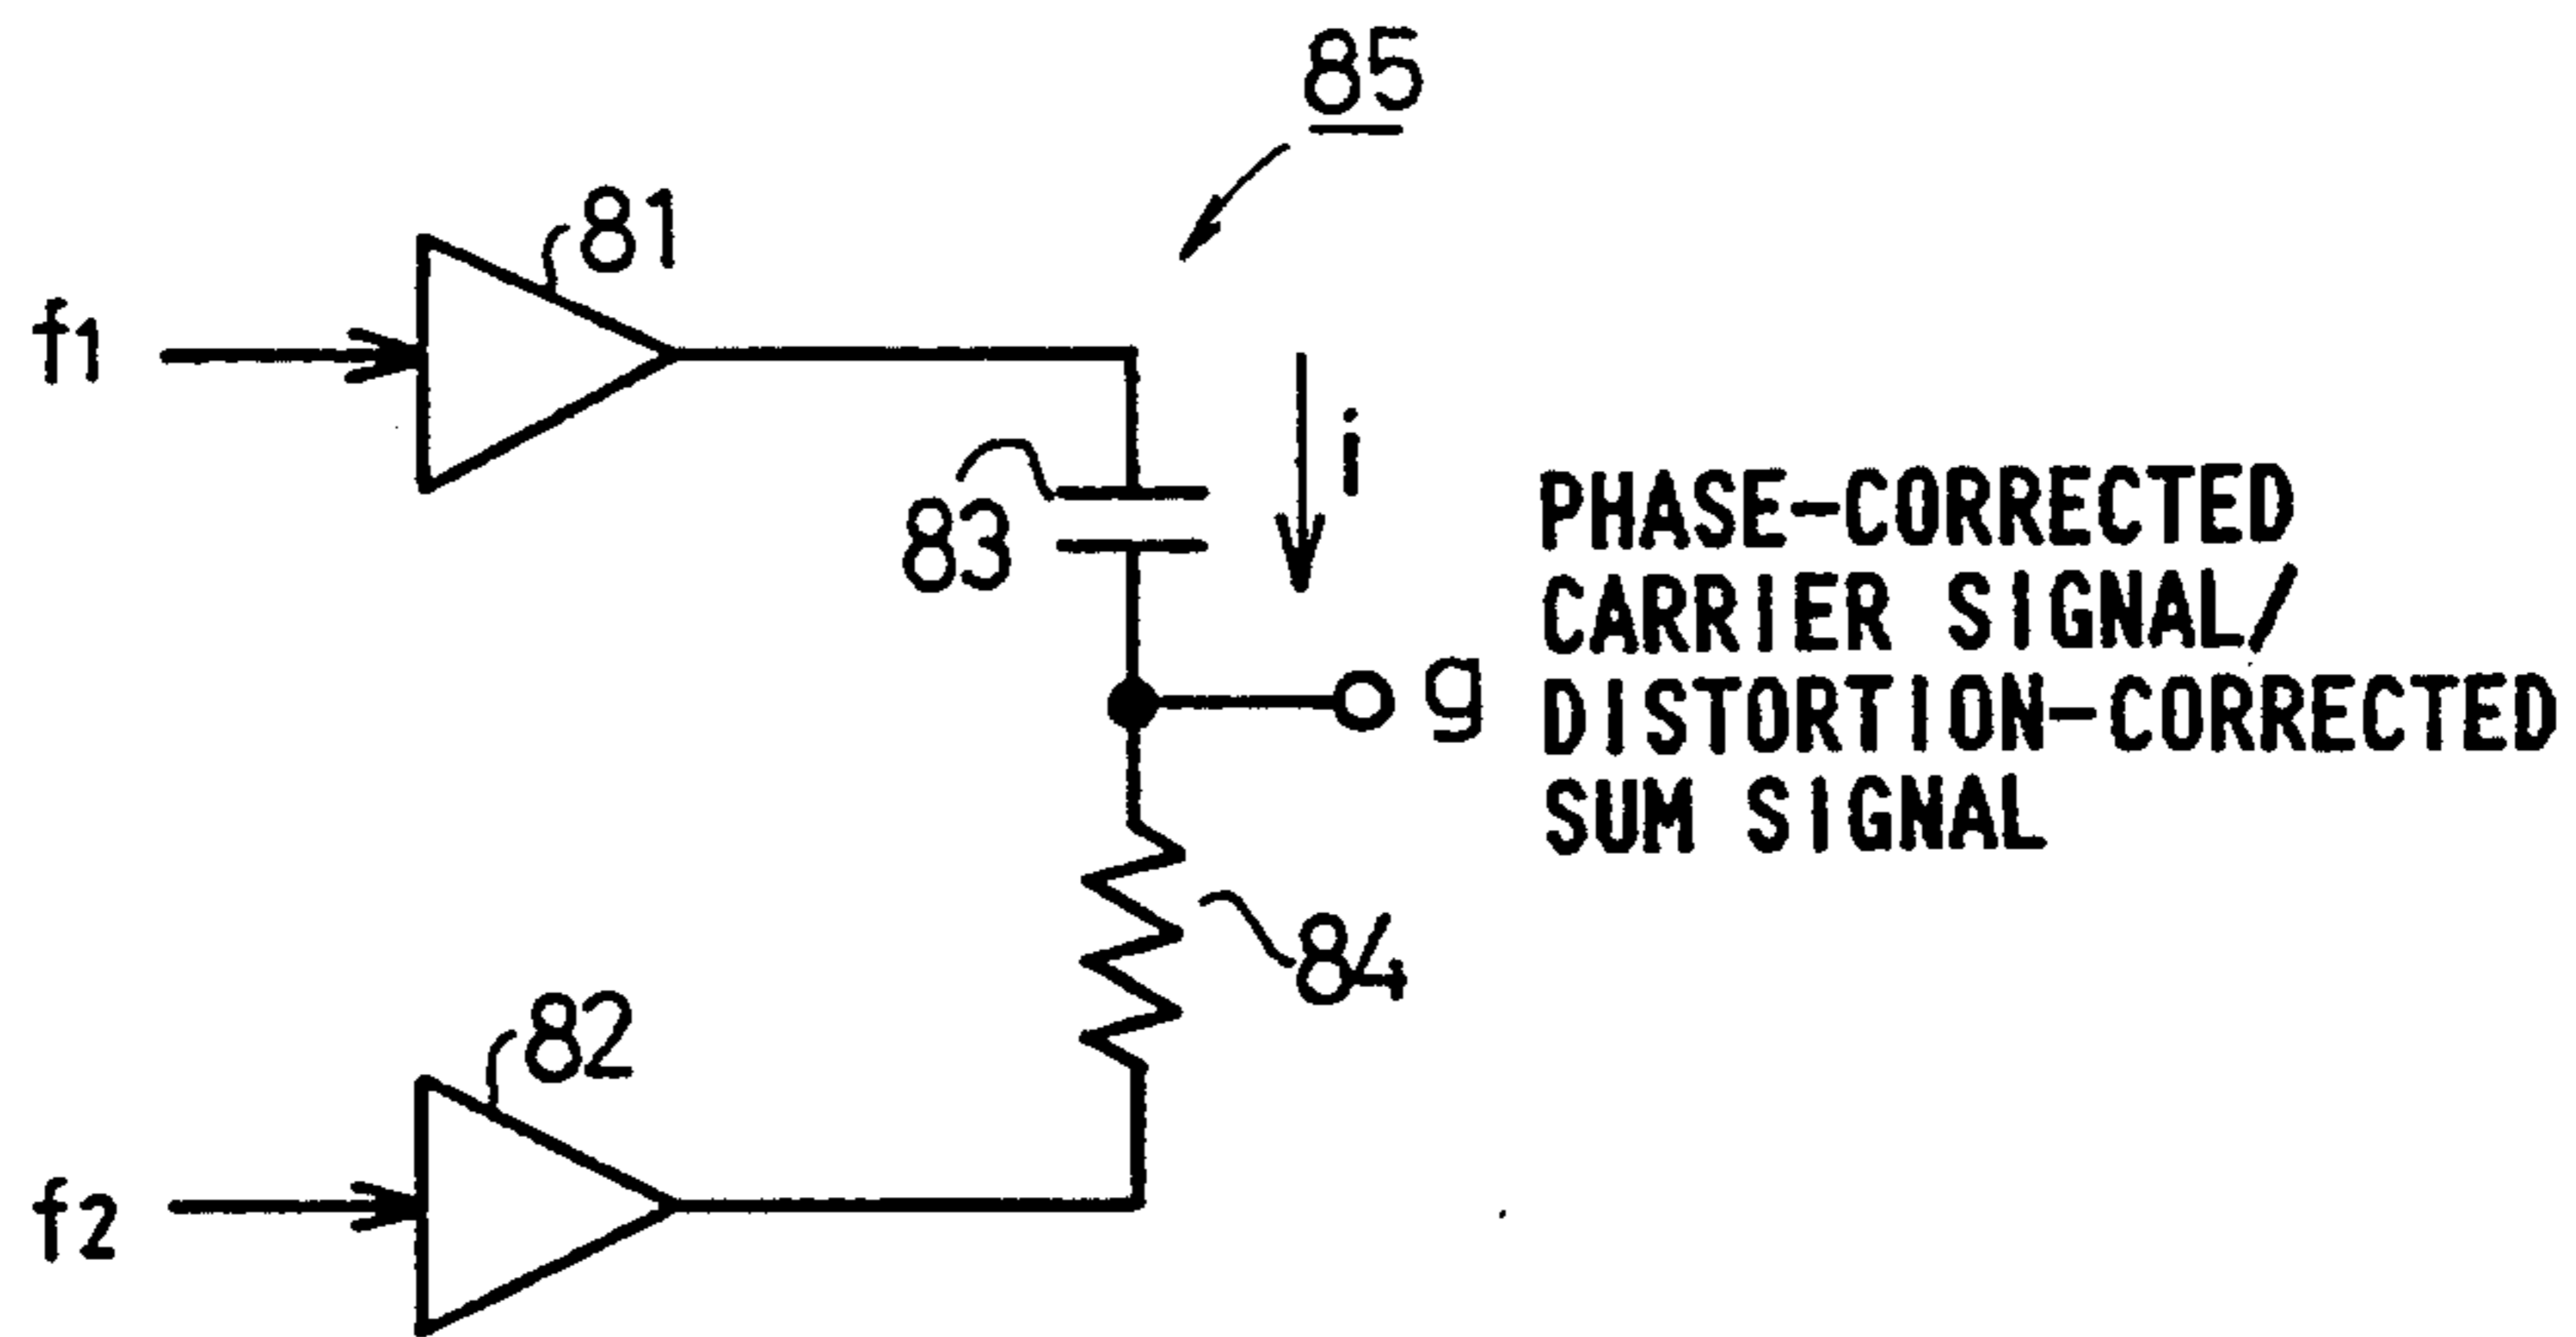 85
81
f1
i
83
PHASE-CORRECTED
CARRIER SIGNAL/
DISTORTION-CORRECTED
SUM SIGNAL
g
84
82
f2